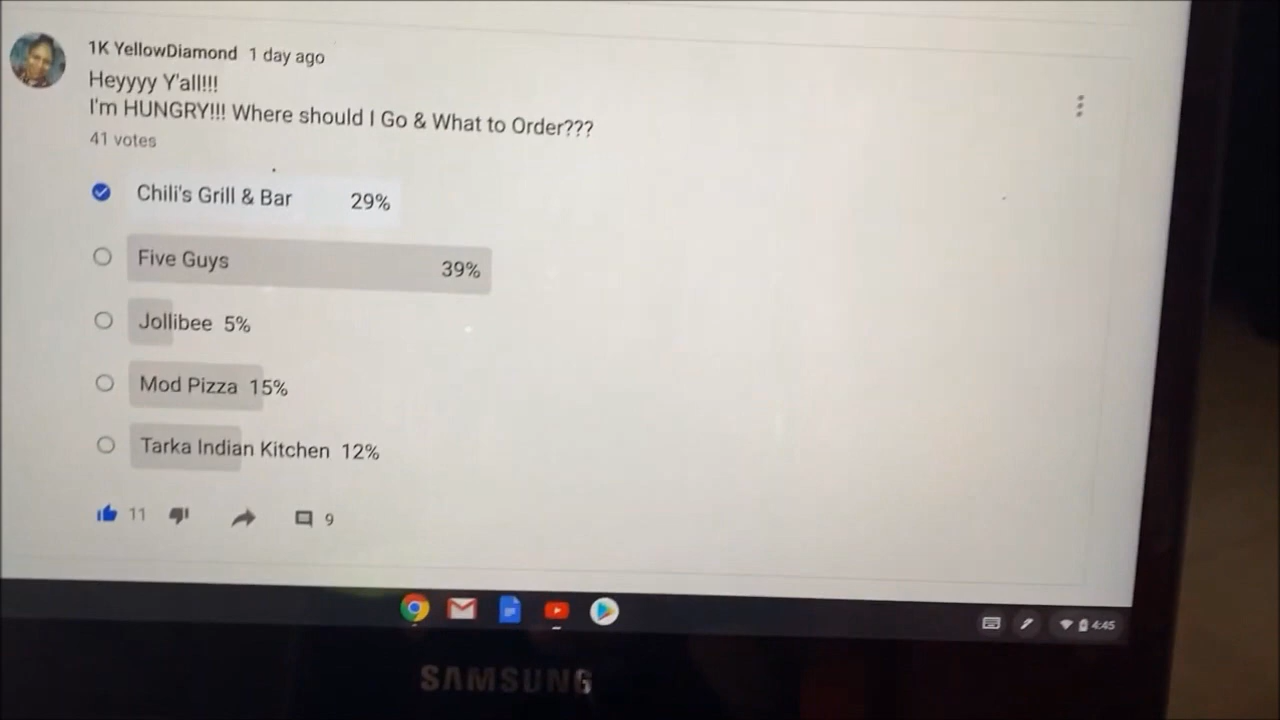 1K YellowDiamond 1 day ago
Heyyyy Y'all!!!
I'm HUNGRY!!! Where should I Go & What to Order???
41 votes
Chili's Grill & Bar 29%
Five Guys 39%
Jollibee 5%
Mod Pizza 15%
Tarka Indian Kitchen 12%
11 9
4:45
SAMSUNG